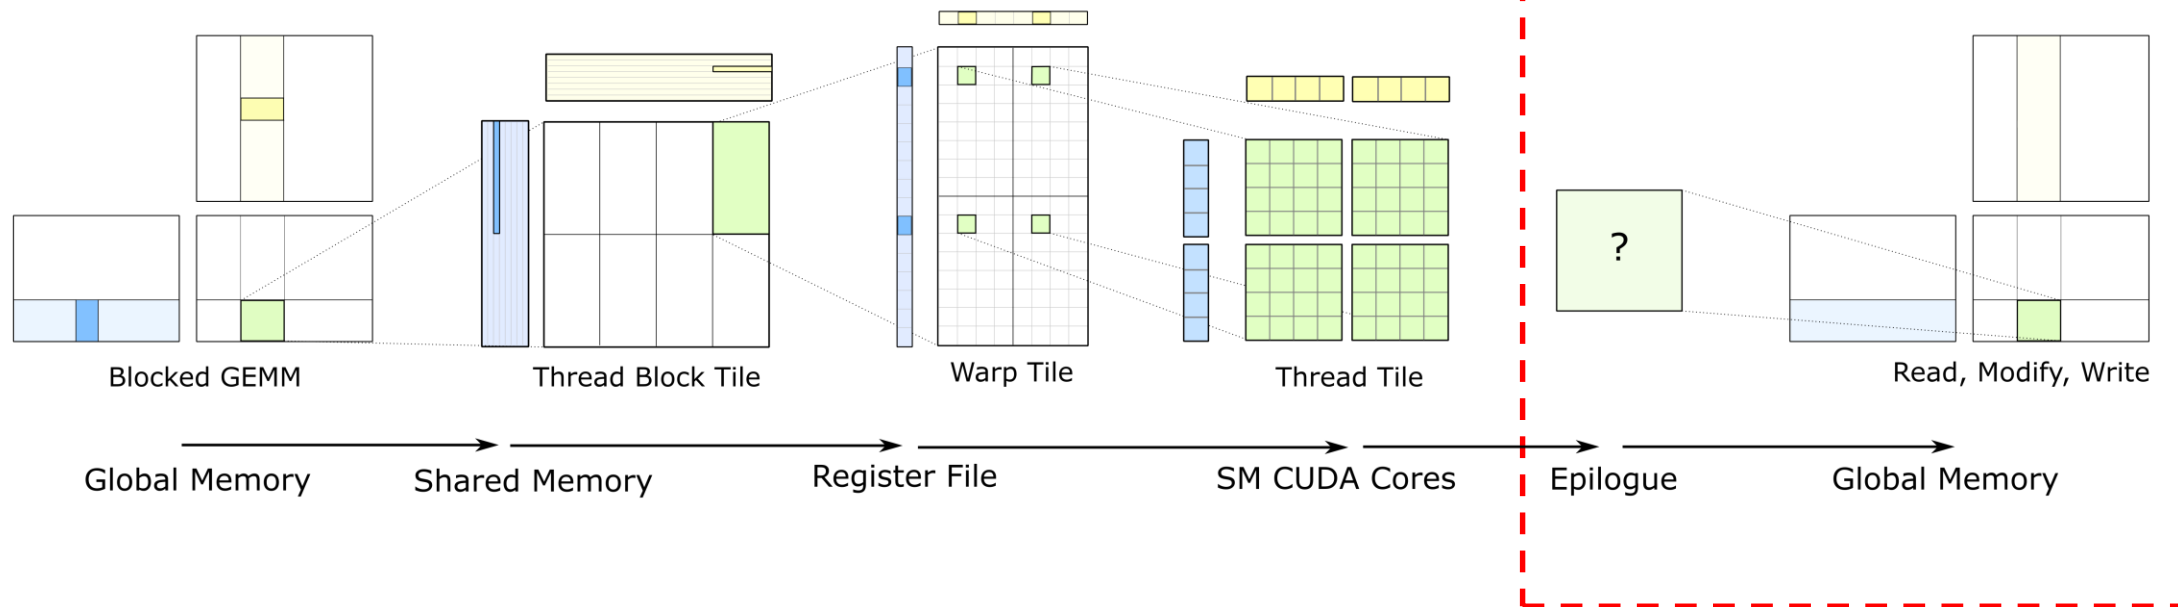 ?
Blocked GEMM
Thread Block Tile
Warp Tile
Thread Tile
Read, Modify, Write
Global Memory
Shared Memory
Register File
SM CUDA Cores
Epilogue
Global Memory